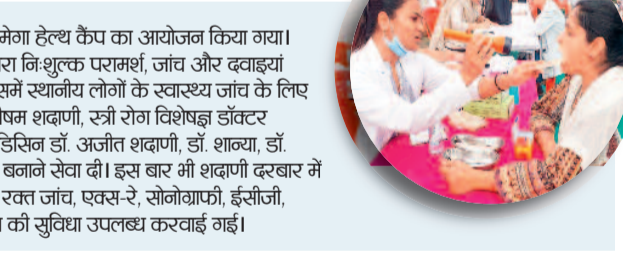 मेगा हेल्थ कैंप का आयोजन किया गया।
निःशुल्क परामर्श, जांच और दवाइयां
समें स्थानीय लोगों के स्वास्थ्य जांच के लिए
षम शदाणी, स्त्री रोग विशेषज्ञ डॉक्टर
डिसिन डॉ. अजीत शदाणी, डॉ. शान्या, डॉ.
बनाने सेवा दी। इस बार भी शदाणी दरबार में
रक्त जांच, एक्स-रे, सोनोग्राफी, ईसीजी,
की सुविधा उपलब्ध करवाई गई।